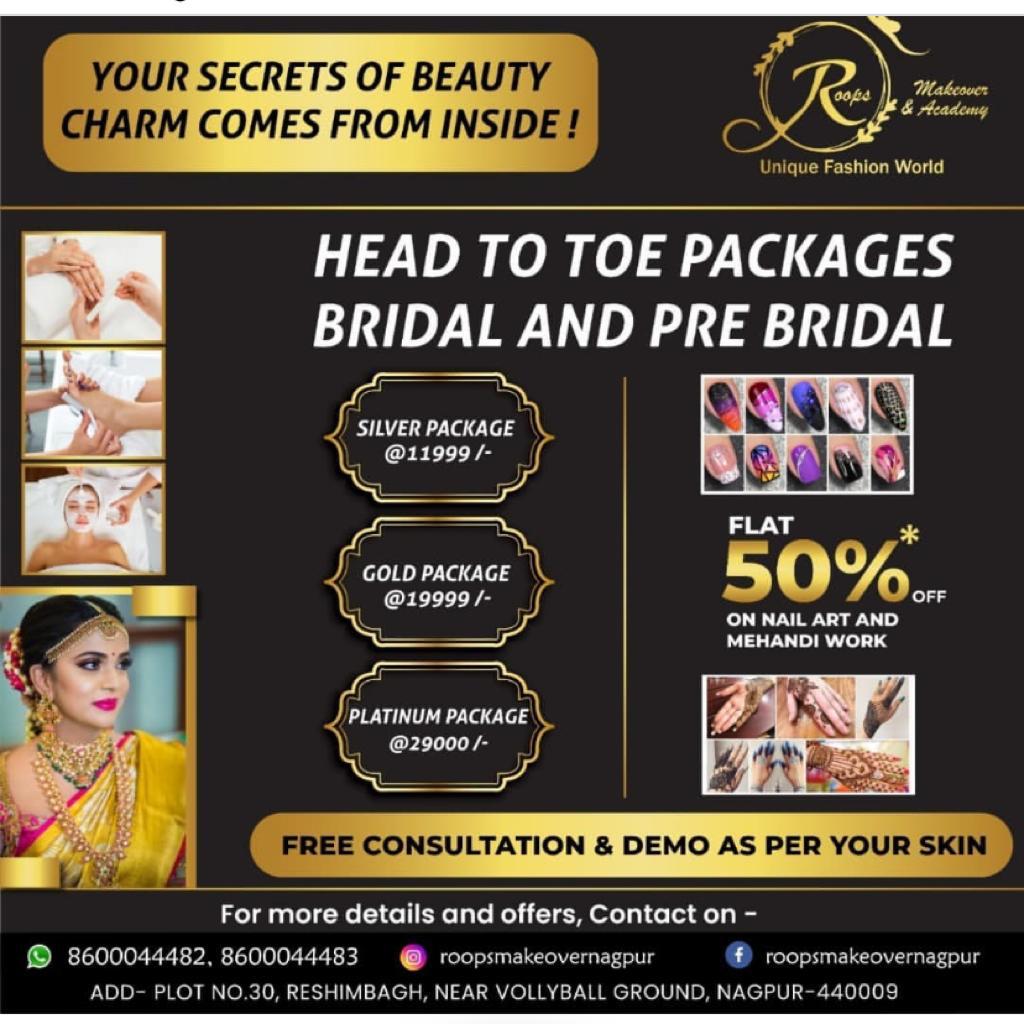 YOUR SECRETS OF BEAUTY
CHARM COMES FROM INSIDE !
Roops
Makeover
& Academy
Unique Fashion World
HEAD TO TOE PACKAGES
BRIDAL AND PRE BRIDAL
SILVER PACKAGE
@11999 /-
GOLD PACKAGE
@19999 /-
PLATINUM PACKAGE
@29000 /-
FLAT
50%*
OFF
ON NAIL ART AND
MEHANDI WORK
FREE CONSULTATION & DEMO AS PER YOUR SKIN
For more details and offers, Contact on -
8600044482, 8600044483 roopsmakeovernagpur roopsmakeovernagpur
ADD- PLOT NO.30, RESHIMBAGH, NEAR VOLLYBALL GROUND, NAGPUR-440009